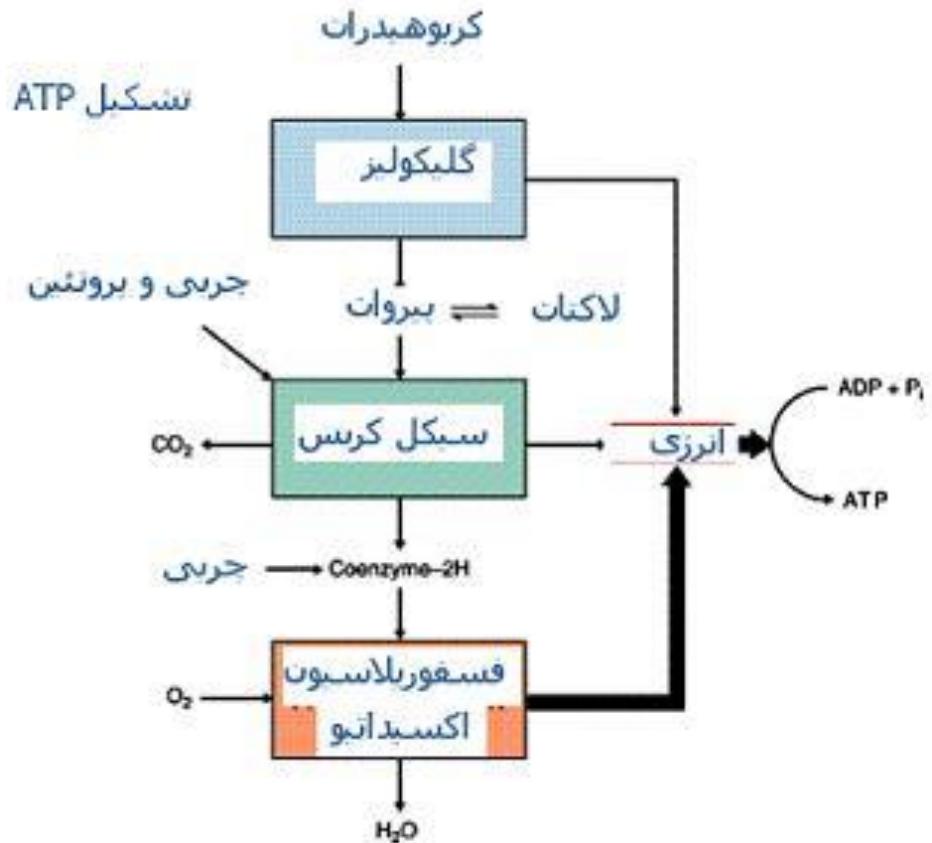 کربوهیدرات
تشکیل ATP
گلیکولیز
چربی و پروتئین
پیروات
لاکتات
سیکل کربس
CO₂
انرژی
ADP + Pᵢ
ATP
چربی
Coenzyme–2H
O₂
فسفوریلاسیون
اکسیداتیو
H₂O